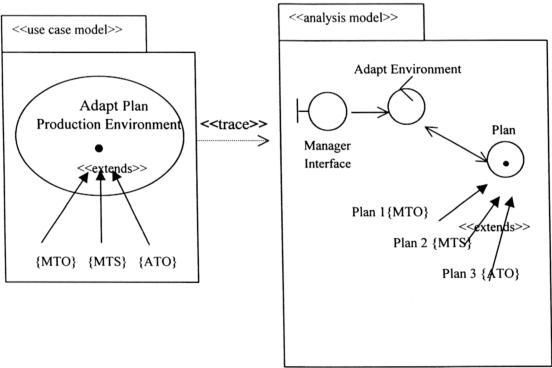 <<use case model>>
Adapt Plan
Production Environment
<<extends>>
{MTO} {MTS} {ATO}
<<trace>>
<<analysis model>>
Adapt Environment
Manager
Interface
Plan
Plan 1{MTO}
<<extends>>
Plan 2 {MTS}
Plan 3 {ATO}